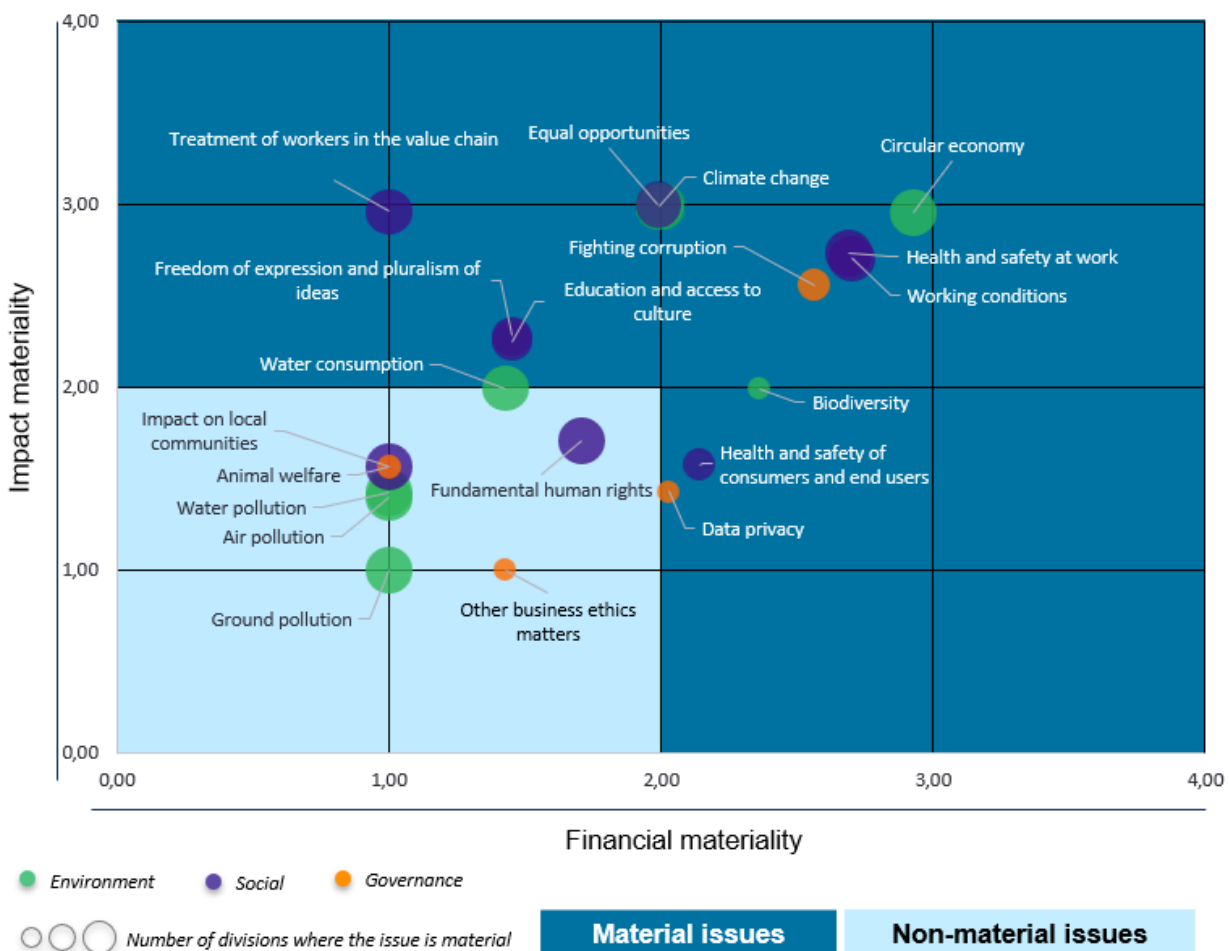 4,00
Treatment of workers in the value chain
Equal opportunities
Circular economy
Climate change
3,00
Fighting corruption
Health and safety at work
Freedom of expression and pluralism of
ideas
Education and access to
culture
Working conditions
Water consumption
2,00
Biodiversity
Impact on local
communities
Health and safety of
consumers and end users
Animal welfare
Fundamental human rights
Water pollution
Data privacy
Air pollution
1,00
Ground pollution
Other business ethics
matters
0,00
Impact materiality
0,00 1,00 2,00 3,00 4,00
Financial materiality
Environment Social Governance
Number of divisions where the issue is material
Material issues
Non-material issues